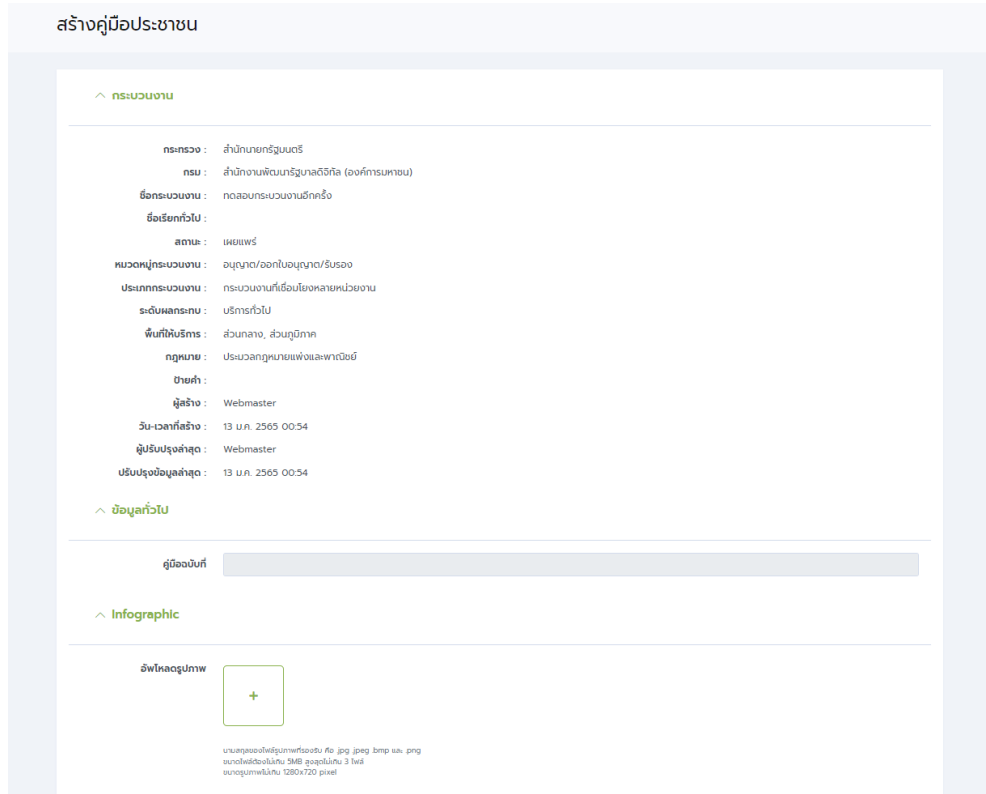 สร้างคู่มือประชาชน
กระบวนงาน
กระทรวง : สำนักนายกรัฐมนตรี
กรม : สำนักงานพัฒนารัฐบาลดิจิทัล (องค์การมหาชน)
ชื่อกระบวนงาน : ทดสอบกระบวนงานอีกครั้ง
ชื่อเรียกทั่วไป :
สถานะ : เผยแพร่
หมวดหมู่กระบวนงาน : อนุญาต/ออกใบอนุญาต/รับรอง
ประเภทกระบวนงาน : กระบวนงานที่เชื่อมโยงหลายหน่วยงาน
ระดับผลกระทบ : บริการทั่วไป
พื้นที่ให้บริการ : ส่วนกลาง, ส่วนภูมิภาค
กฎหมาย : ประมวลกฎหมายแพ่งและพาณิชย์
ป้ายคำ :
ผู้สร้าง : Webmaster
วัน-เวลาที่สร้าง : 13 ม.ค. 2565 00:54
ผู้ปรับปรุงล่าสุด : Webmaster
ปรับปรุงข้อมูลล่าสุด : 13 ม.ค. 2565 00:54
ข้อมูลทั่วไป
คู่มือฉบับที่
Infographic
อัพโหลดรูปภาพ
+
นามสกุลของไฟล์รูปภาพที่รองรับ คือ .jpg .jpeg .bmp และ .png
ขนาดไฟล์ต้องไม่เกิน 5MB สูงสุดไม่เกิน 3 ไฟล์
ขนาดรูปภาพไม่เกิน 1280x720 pixel